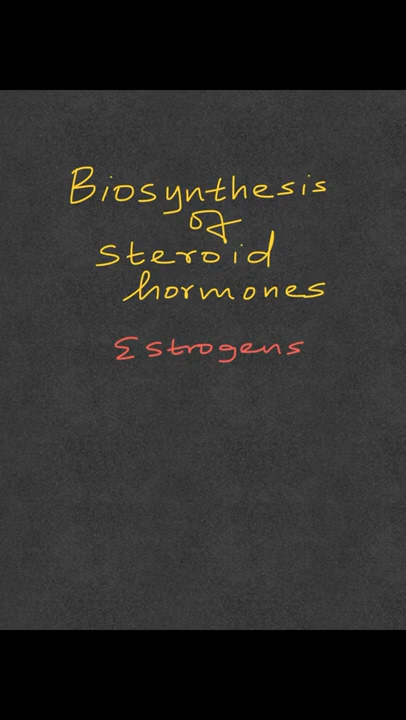 Biosynthesis
of
steroid
hormones
Estrogens